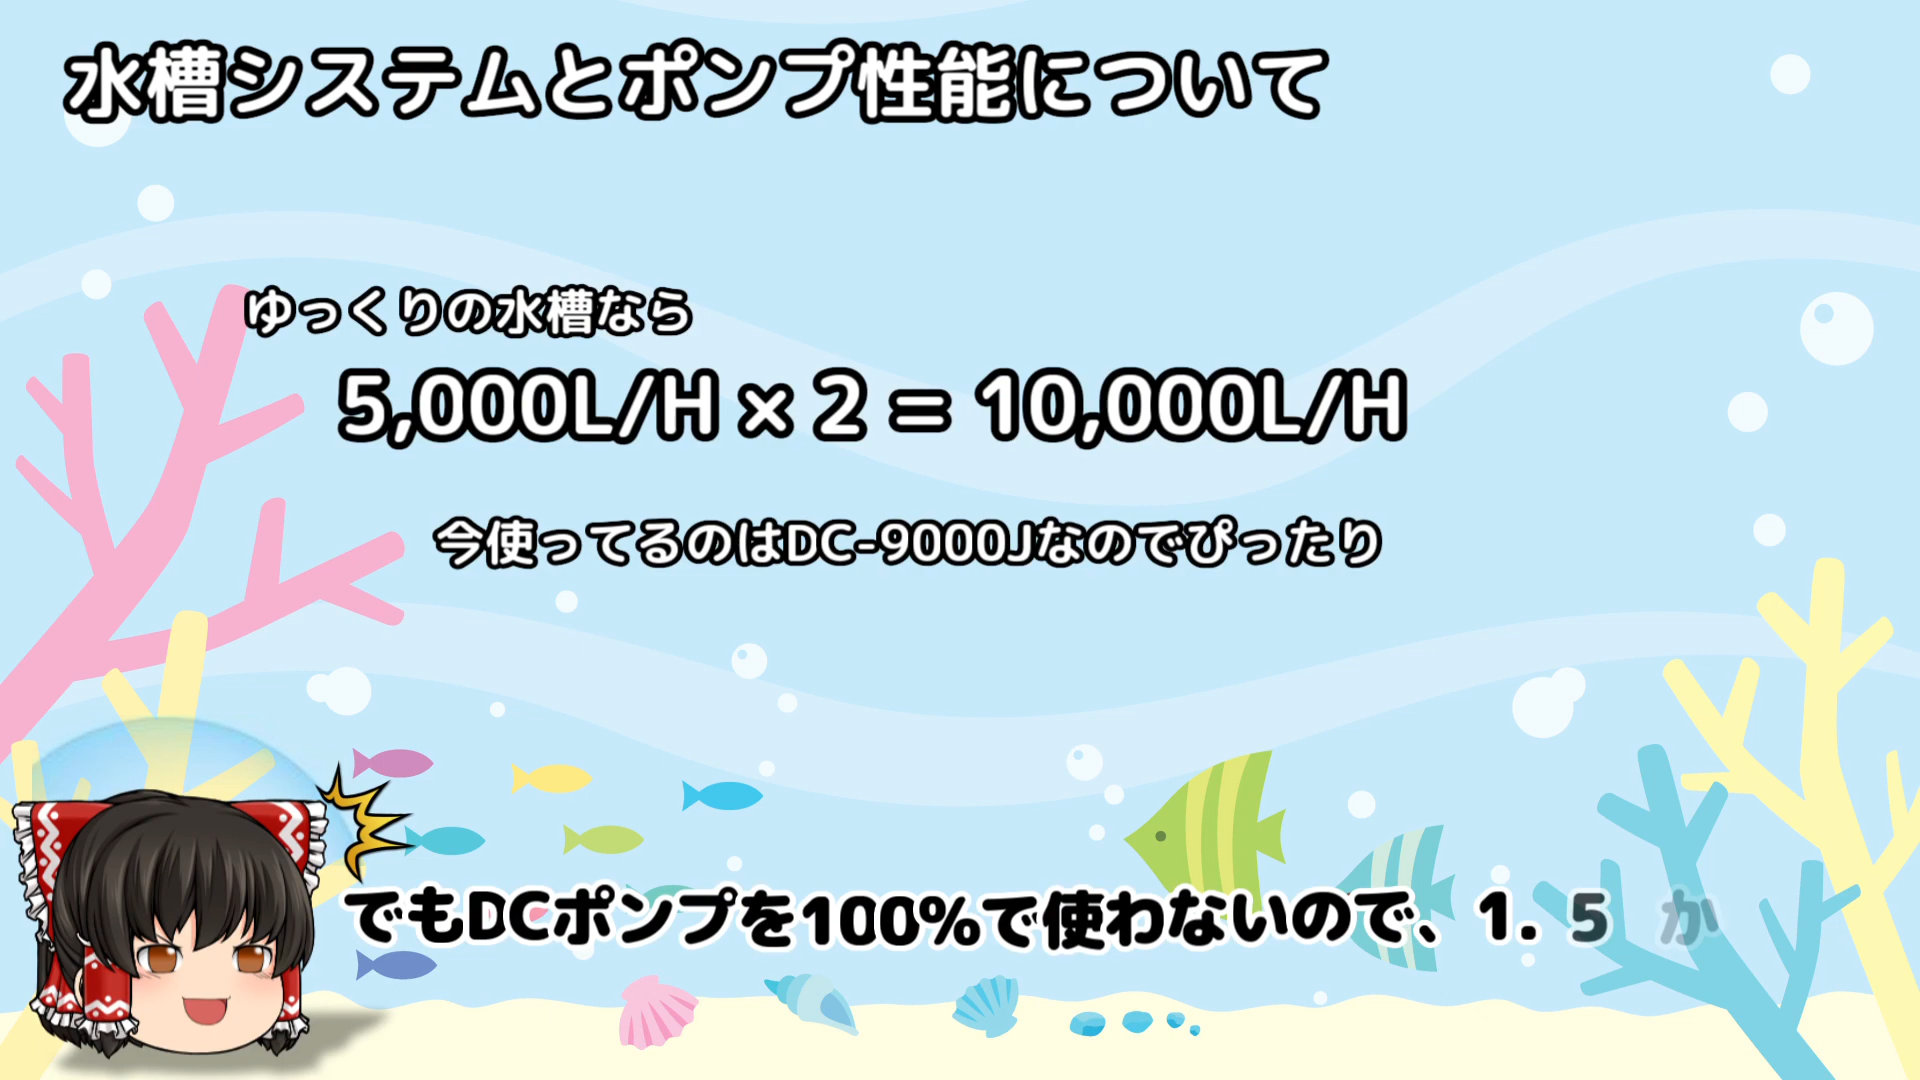 水槽システムとポンプ性能について
ゆっくりの水槽なら
5,000L/H × 2 = 10,000L/H
今使ってるのはDC-9000Jなのでぴったり
でもDCポンプを100%で使わないので、1.5 か